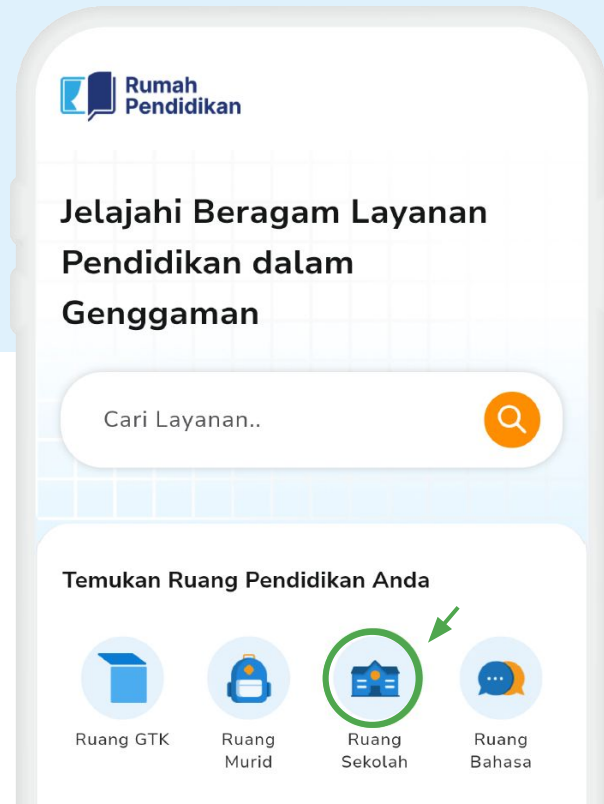 Rumah
Pendidikan
Jelajahi Beragam Layanan
Pendidikan dalam
Genggaman
Cari Layanan..
Temukan Ruang Pendidikan Anda
Ruang GTK
Ruang
Murid
Ruang
Sekolah
Ruang
Bahasa